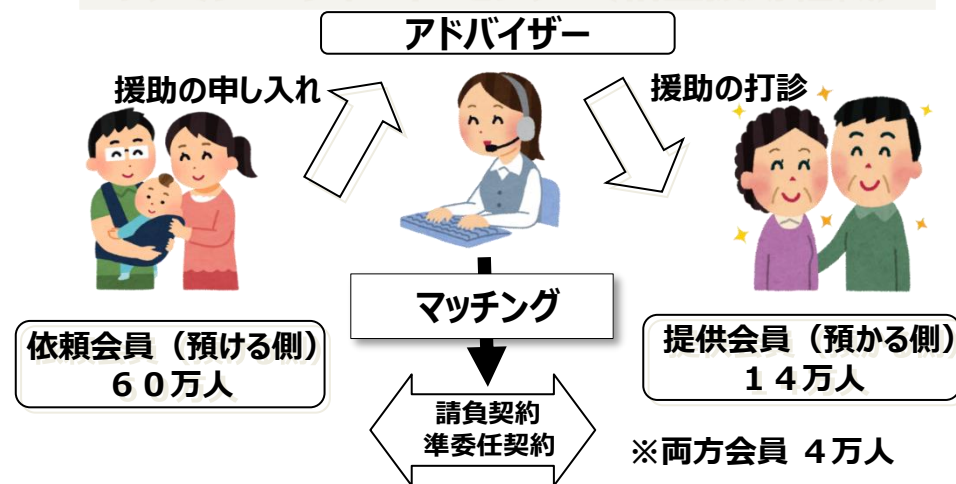 アドバイザー
援助の申し入れ
援助の打診
マッチング
依頼会員（預ける側）
６０万人
提供会員（預かる側）
１４万人
請負契約
準委任契約
※両方会員 ４万人